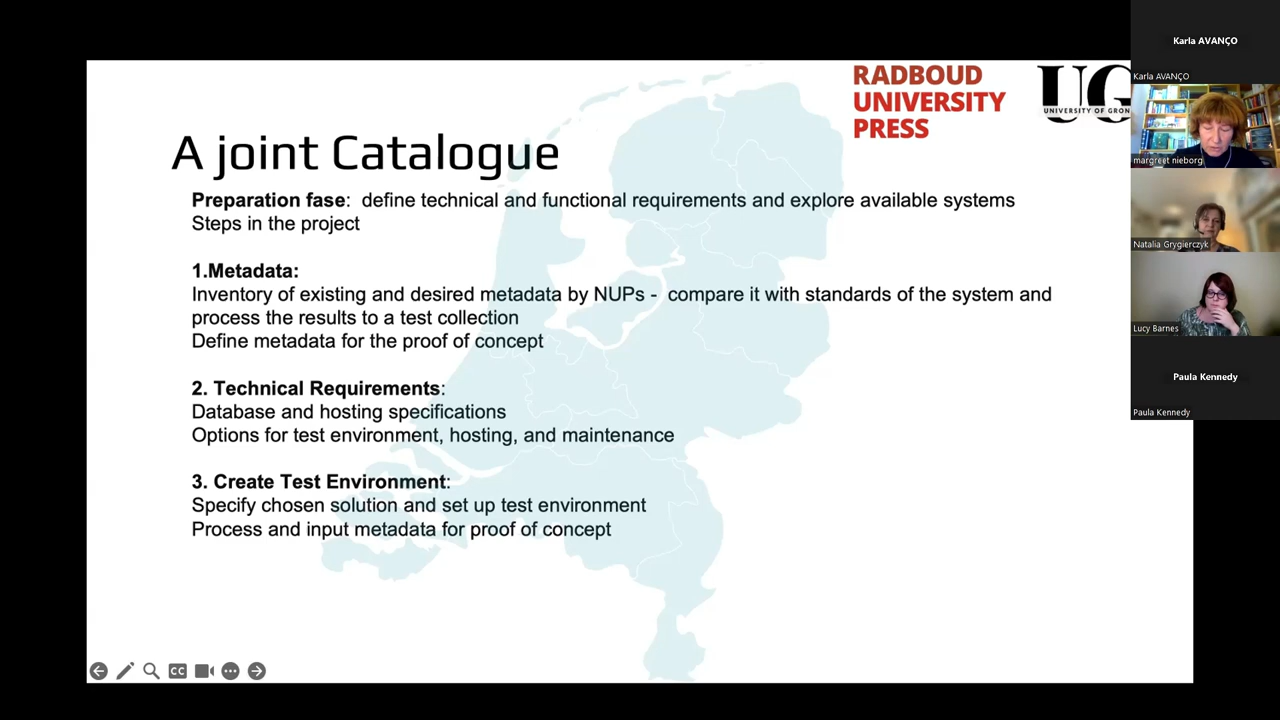 RADBOUD
UNIVERSITY
PRESS
UG
UNIVERSITY OF GRON
A joint Catalogue
Preparation fase:  define technical and functional requirements and explore available systems
Steps in the project
1.Metadata:
Inventory of existing and desired metadata by NUPs -  compare it with standards of the system and
process the results to a test collection
Define metadata for the proof of concept
2. Technical Requirements:
Database and hosting specifications
Options for test environment, hosting, and maintenance
3. Create Test Environment:
Specify chosen solution and set up test environment
Process and input metadata for proof of concept
CC
Karla AVANÇO
Karla AVANÇO
margreet nieborg
Natalia Grygierczyk
Lucy Barnes
Paula Kennedy
Paula Kennedy